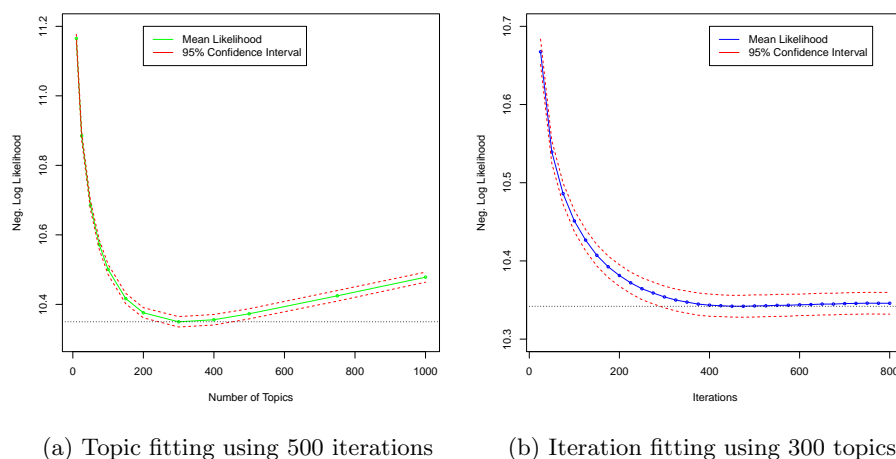 Mean Likelihood
95% Confidence Interval
Neg. Log Likelihood
11.2
11.0
10.8
10.6
10.4
0 200 400 600 800 1000
Number of Topics
(a) Topic fitting using 500 iterations
Mean Likelihood
95% Confidence Interval
Neg. Log Likelihood
10.7
10.6
10.5
10.4
10.3
0 200 400 600 800
Iterations
(b) Iteration fitting using 300 topics